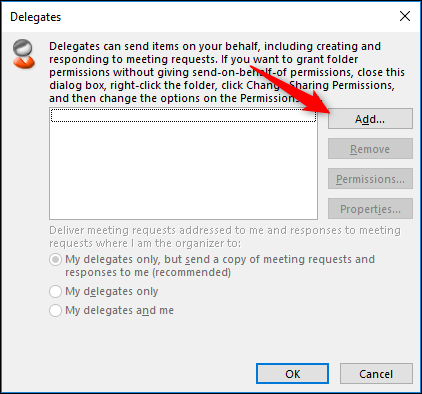 Delegates
Delegates can send items on your behalf, including creating and
responding to meeting requests. If you want to grant folder
permissions without giving send-on-behalf-of permissions, close this
dialog box, right-click the folder, click Change Sharing Permissions,
and then change the options on the Permissions
Add...
Remove
Permissions...
Properties...
Deliver meeting requests addressed to me and responses to meeting
requests where I am the organizer to:
My delegates only, but send a copy of meeting requests and
responses to me (recommended)
My delegates only
My delegates and me
OK
Cancel